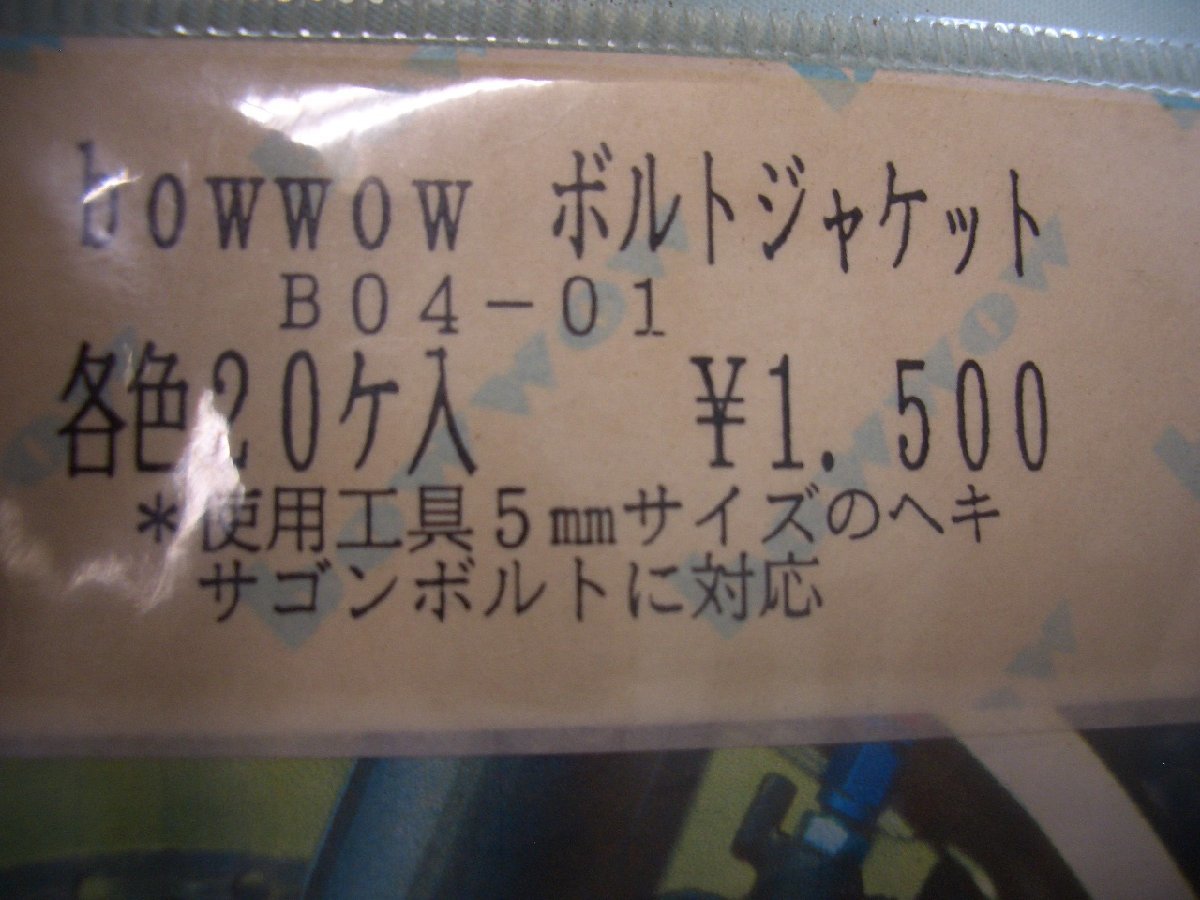 bowwow ボルトジャケット
B04-01
各色20ケ入 ¥1.500
*使用工具5mmサイズのヘキ
サゴンボルトに対応